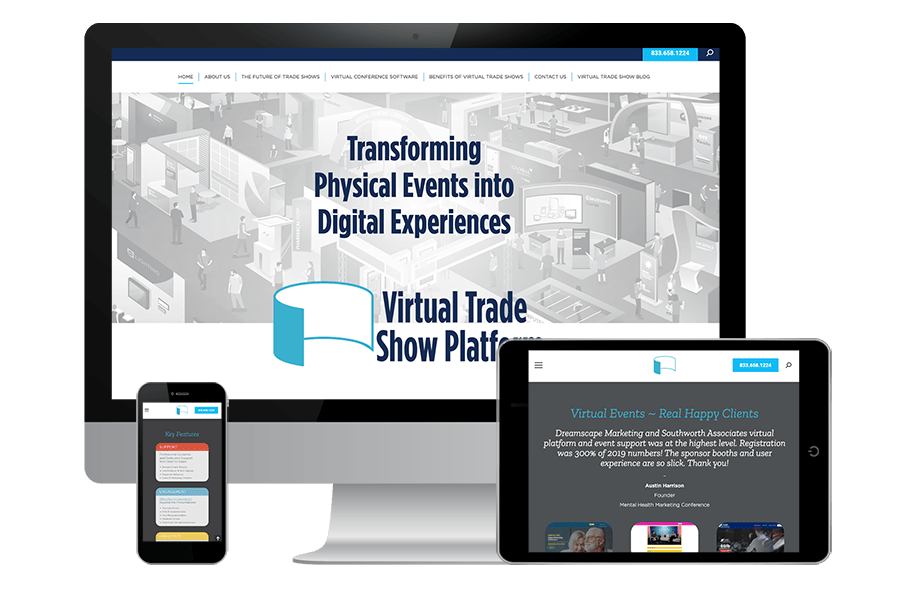 833.658.1224
HOME
ABOUT US
THE FUTURE OF TRADE SHOWS
VIRTUAL CONFERENCE SOFTWARE
BENEFITS OF VIRTUAL TRADE SHOWS
CONTACT US
VIRTUAL TRADE SHOW BLOG
Transforming
Physical Events into
Digital Experiences
Virtual Trade
Show Platform
833.658.1224
Virtual Events ~ Real Happy Clients
Dreamscape Marketing and Southworth Associates virtual
platform and event support was at the highest level. Registration
was 300% of 2019 numbers! The sponsor booths and user
experience are so slick. Thank you!
-
Austin Harrison
Founder
Mental Health Marketing Conference
Key Features
SUPPORT
ENGAGEMENT